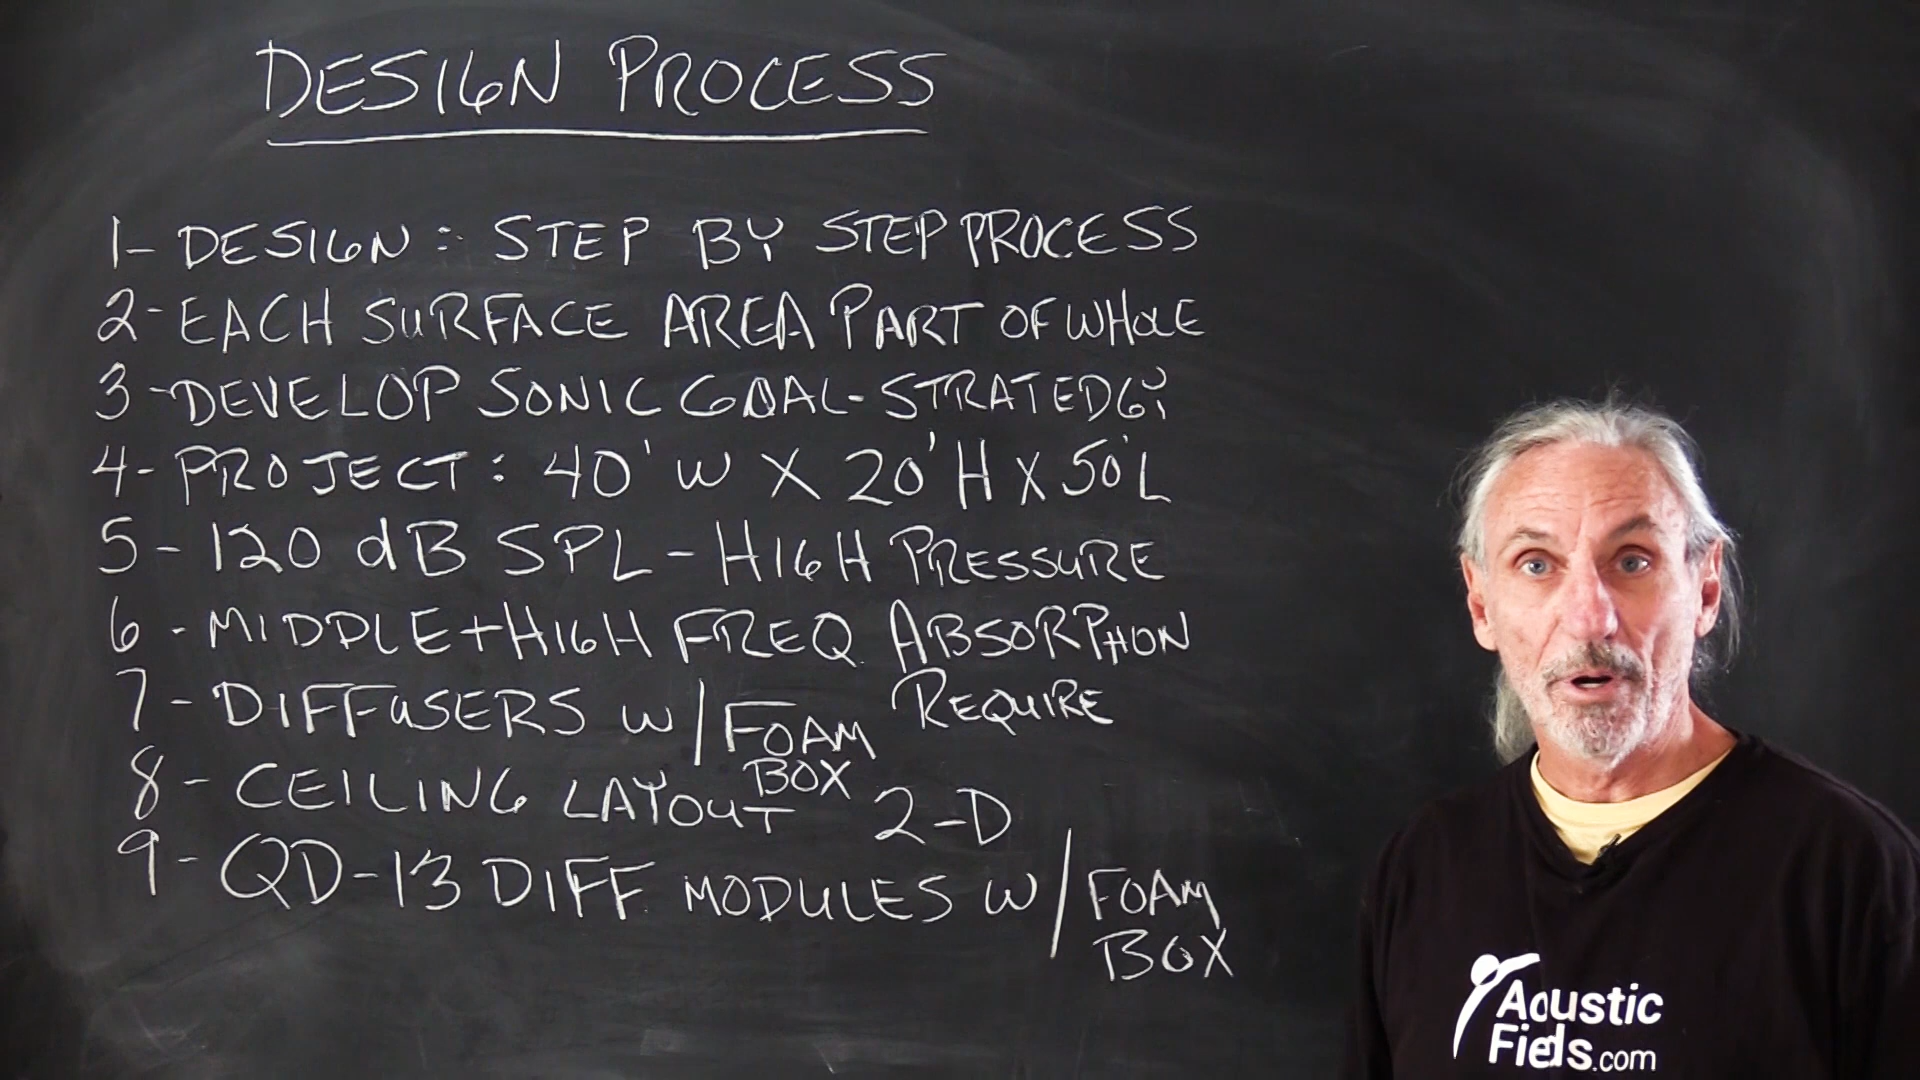 DESIGN PROCESS
1- DESIGN: STEP BY STEP PROCESS
2- EACH SURFACE AREA PART OF WHOLE
3- DEVELOP SONIC GOAL- STRATEDGY
4- PROJECT: 40' W X 20' H X 50' L
5- 120 dB SPL - HIGH PRESSURE
6- MIDDLE + HIGH FREQ. ABSORPTION
REQUIRE
7- DIFFUSERS W/ FOAM
BOX
8- CEILING LAYOUT 2-D
9- QD-13 DIFF MODULES W/ FOAM
BOX
Acustic
Fields.com